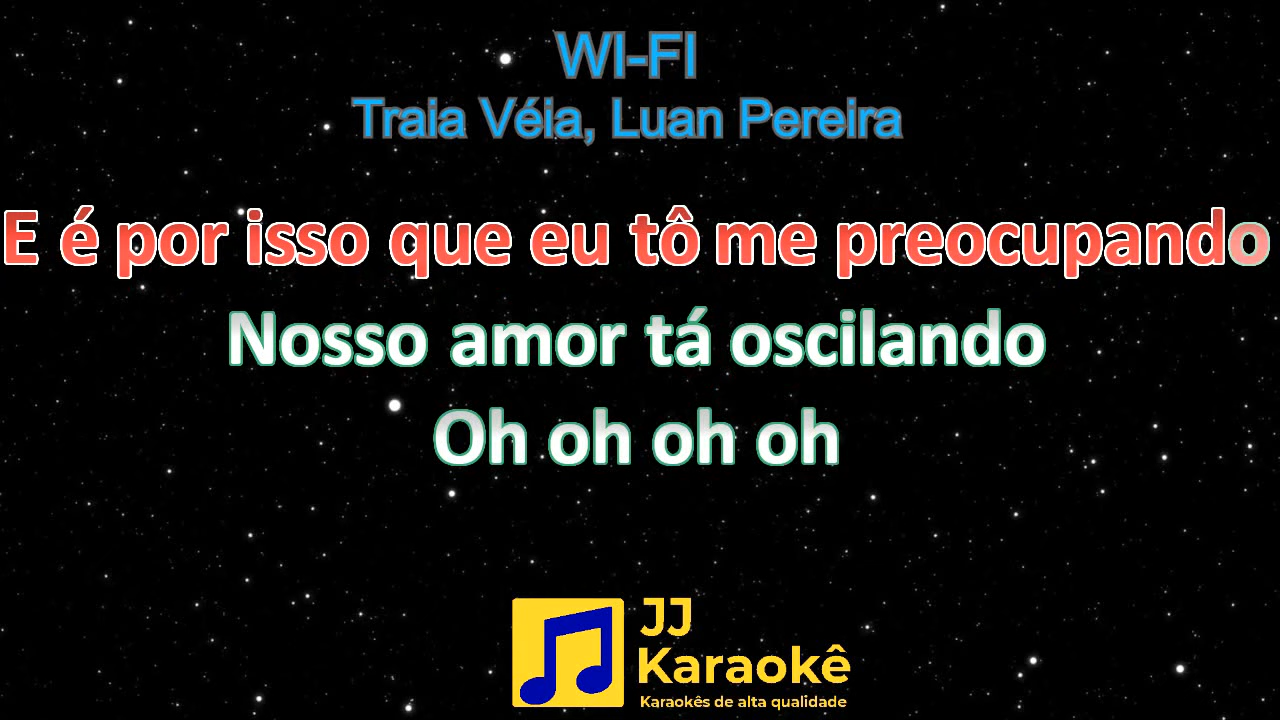 WI-FI
Traia Véia, Luan Pereira
E é por isso que eu tô me preocupando
Nosso amor tá oscilando
Oh oh oh oh
JJ
Karaokê
Karaokês de alta qualidade